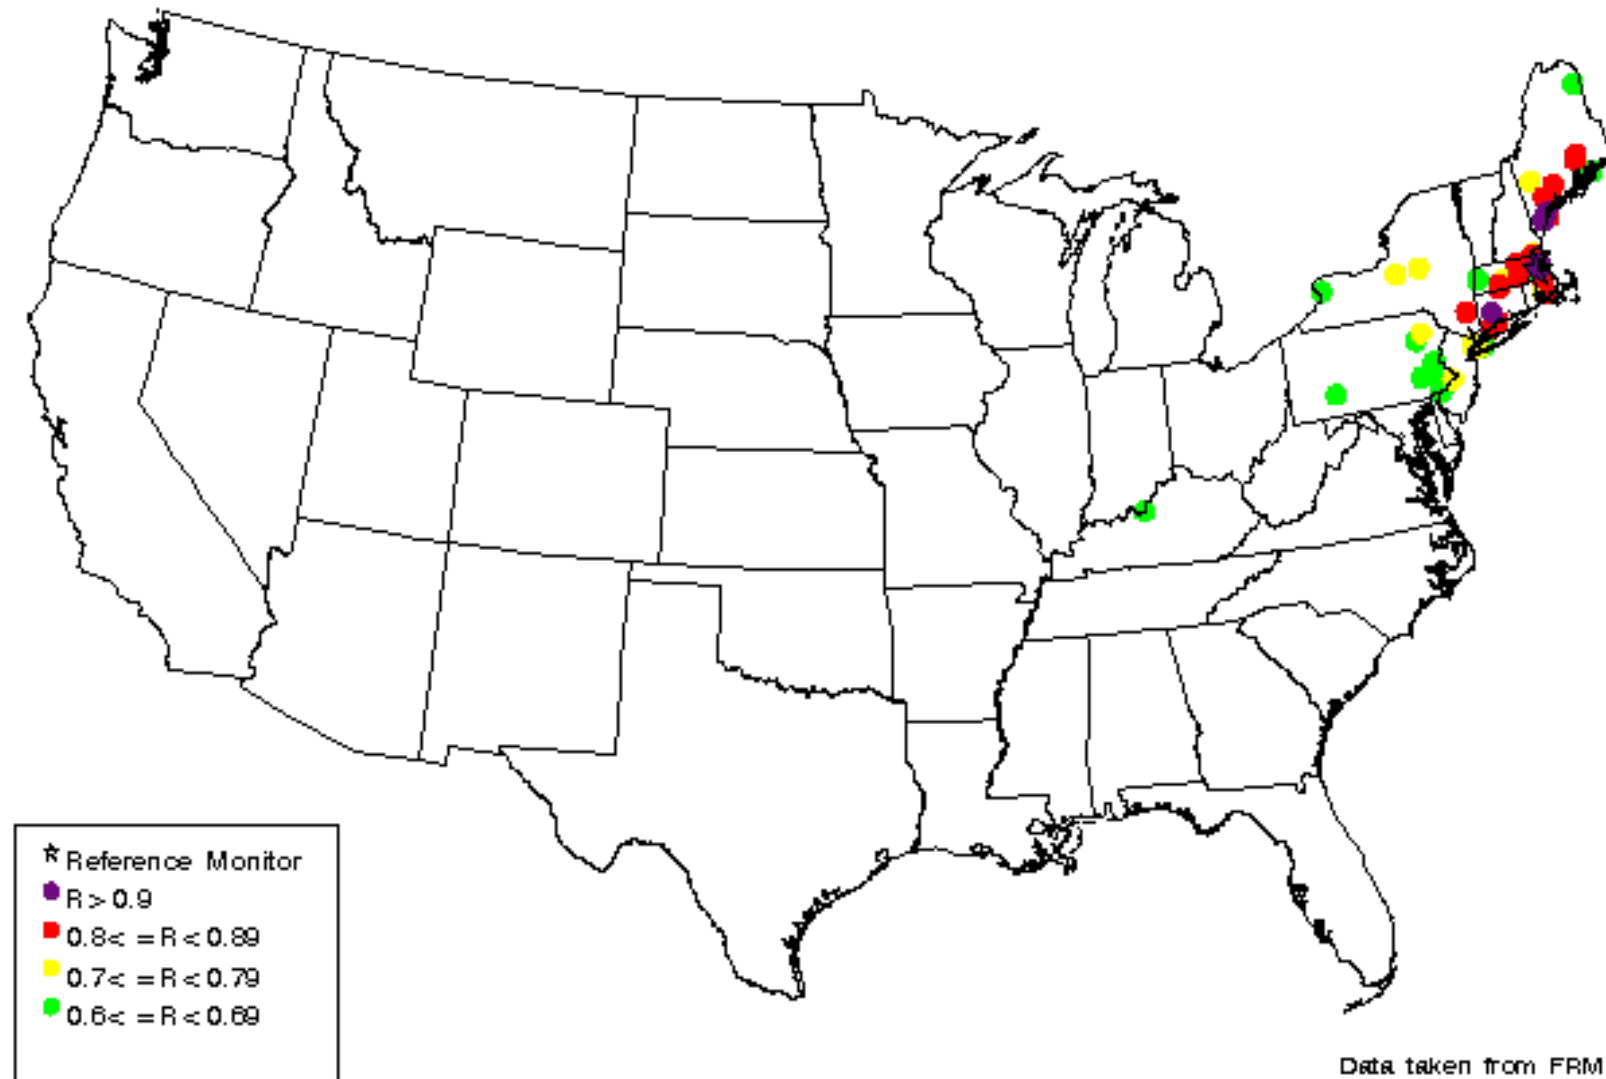 Reference Monitor
R > 0.9
0.8< =R < 0.89
0.7< =R < 0.79
0.6< =R < 0.69
Data taken from FRM